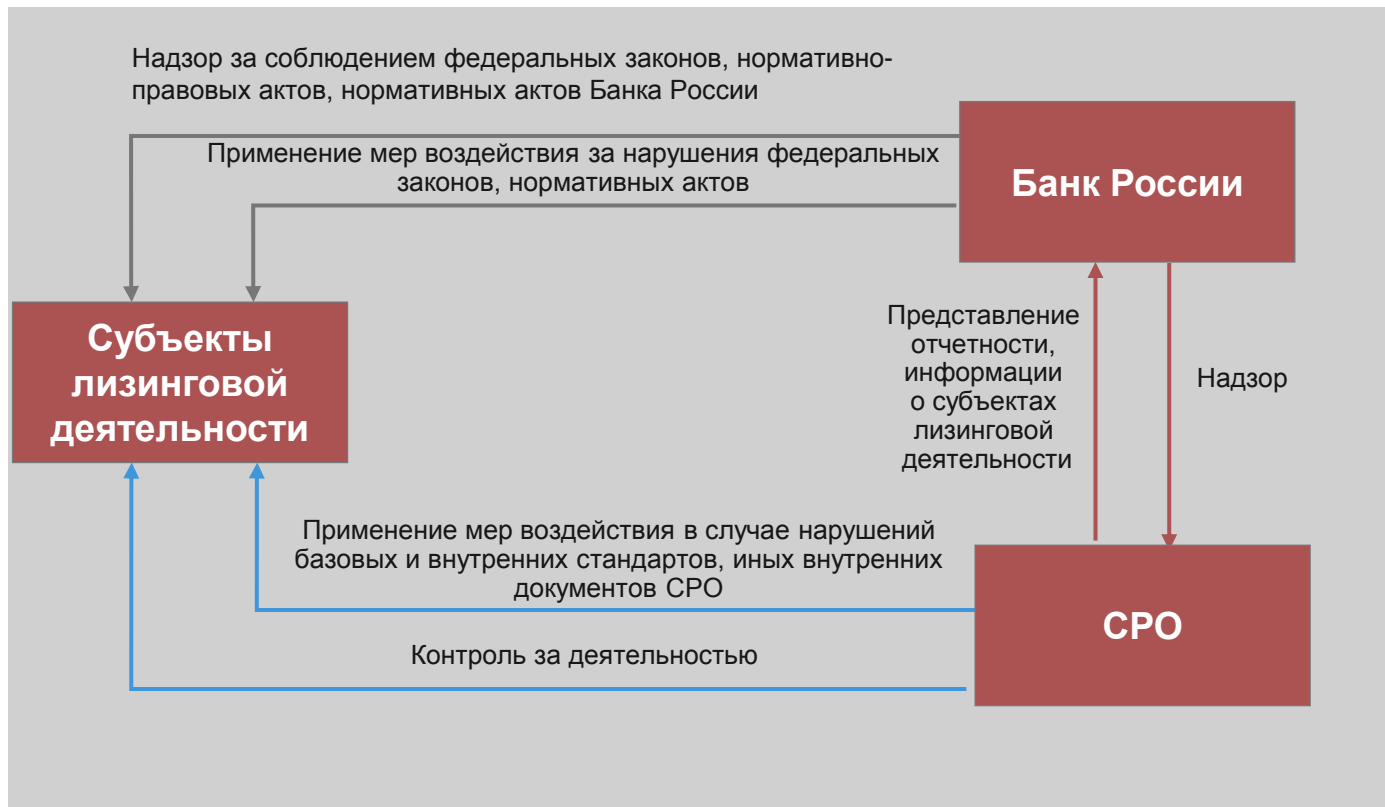 Надзор за соблюдением федеральных законов, нормативно-
правовых актов, нормативных актов Банка России
Применение мер воздействия за нарушения федеральных
законов, нормативных актов
Банк России
Субъекты
лизинговой
деятельности
Представление
отчетности,
информации
о субъектах
лизинговой
деятельности
Надзор
Применение мер воздействия в случае нарушений
базовых и внутренних стандартов, иных внутренних
документов СРО
СРО
Контроль за деятельностью